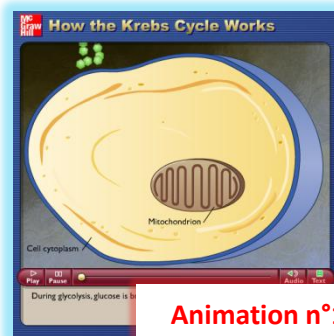 Mc
Graw
Hill
How the Krebs Cycle Works
Mitochondrion
Cell cytoplasm
Play
Pause
Audio
Text
During glycolysis, glucose is
Animation n°